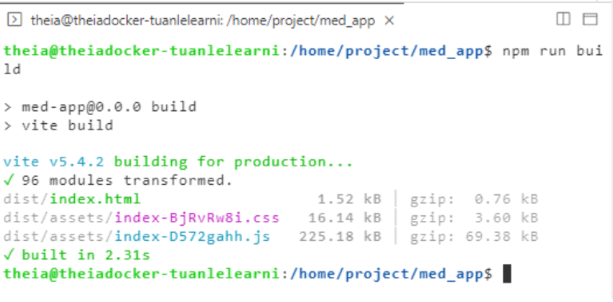 theia@theiadocker-tuanlelearni: /home/project/med_app ×
theia@theiadocker-tuanlelearni:/home/project/med_app$ npm run bui
ld
> med-app@0.0.0 build
> vite build
vite v5.4.2 building for production...
✓ 96 modules transformed.
dist/index.html 1.52 kB │ gzip: 0.76 kB
dist/assets/index-BjRvRw8i.css 16.14 kB │ gzip: 3.60 kB
dist/assets/index-D572gahh.js 225.18 kB │ gzip: 69.38 kB
✓ built in 2.31s
theia@theiadocker-tuanlelearni:/home/project/med_app$